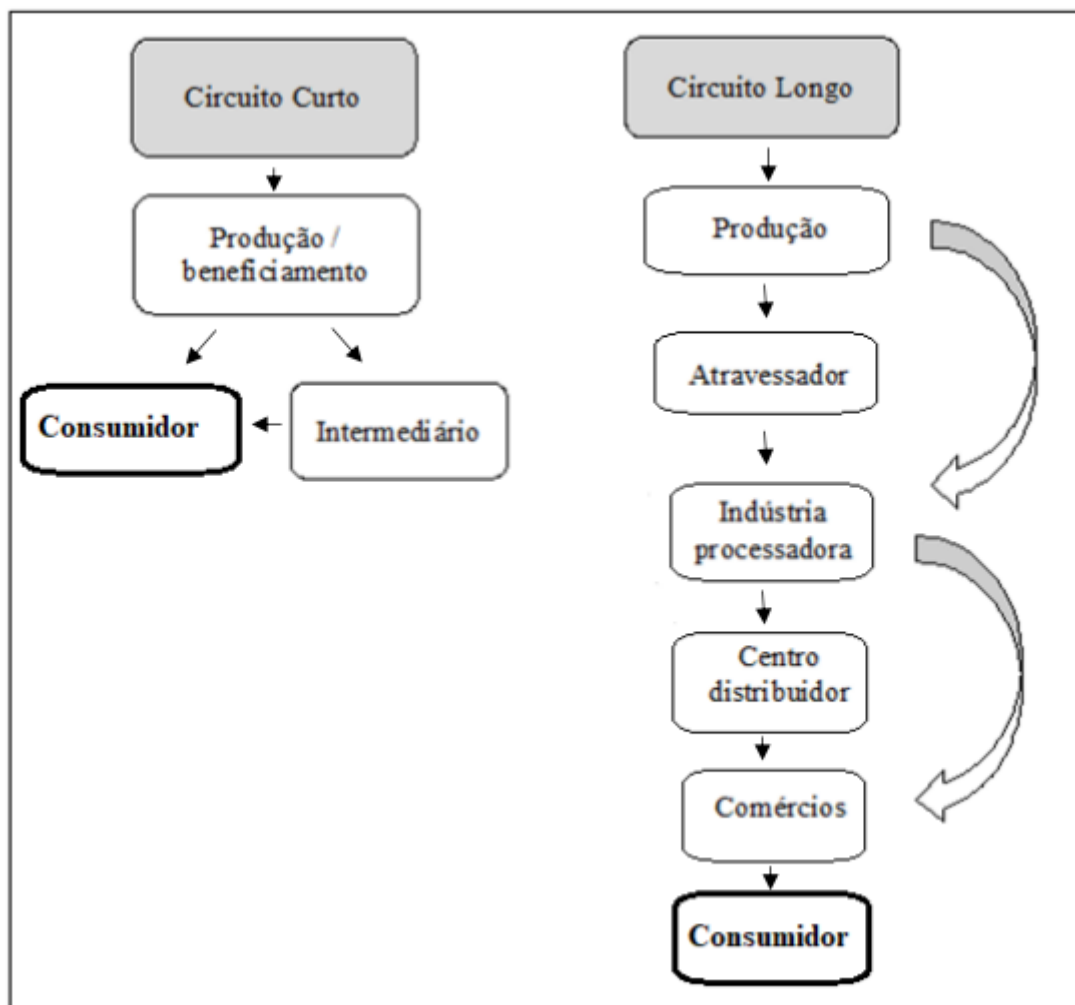 Circuito Curto
Produção /
beneficiamento
Consumidor
Intermediário
Circuito Longo
Produção
Atravessador
Indústria
processadora
Centro
distribuidor
Comércios
Consumidor